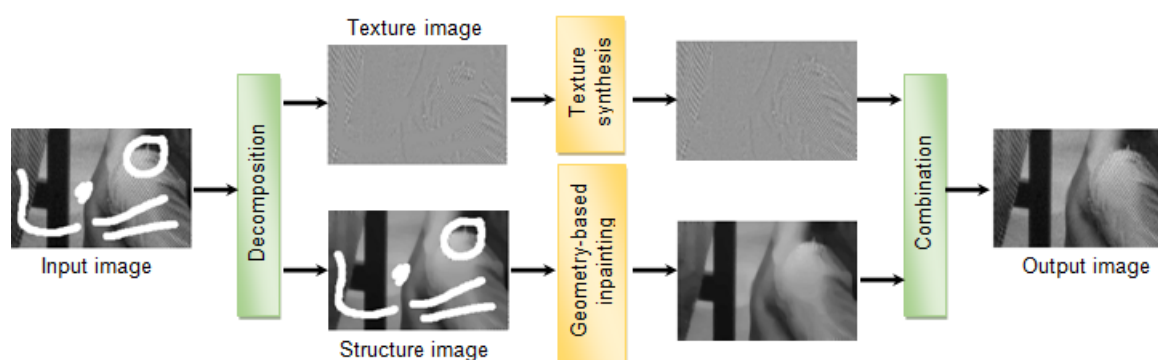 Texture image
Texture
synthesis
Input image
Decomposition
Structure image
Geometry-based
inpainting
Combination
Output image